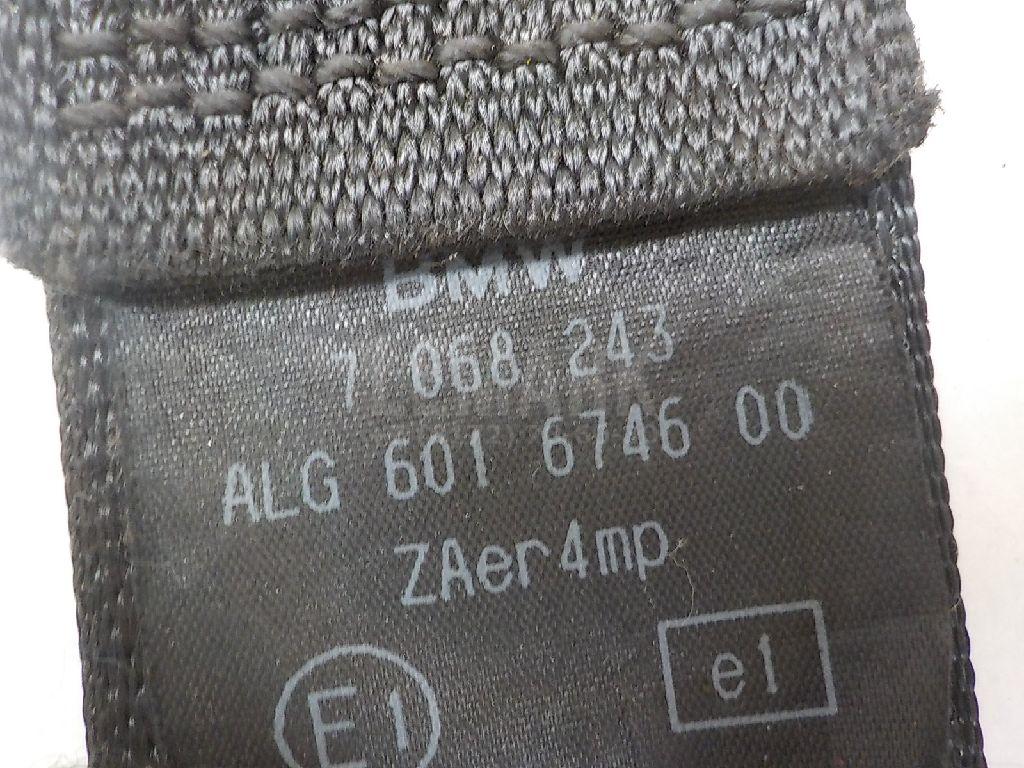 BMW
7 068 243
ALG 601 6746 00
ZAer4mp
E1 e1